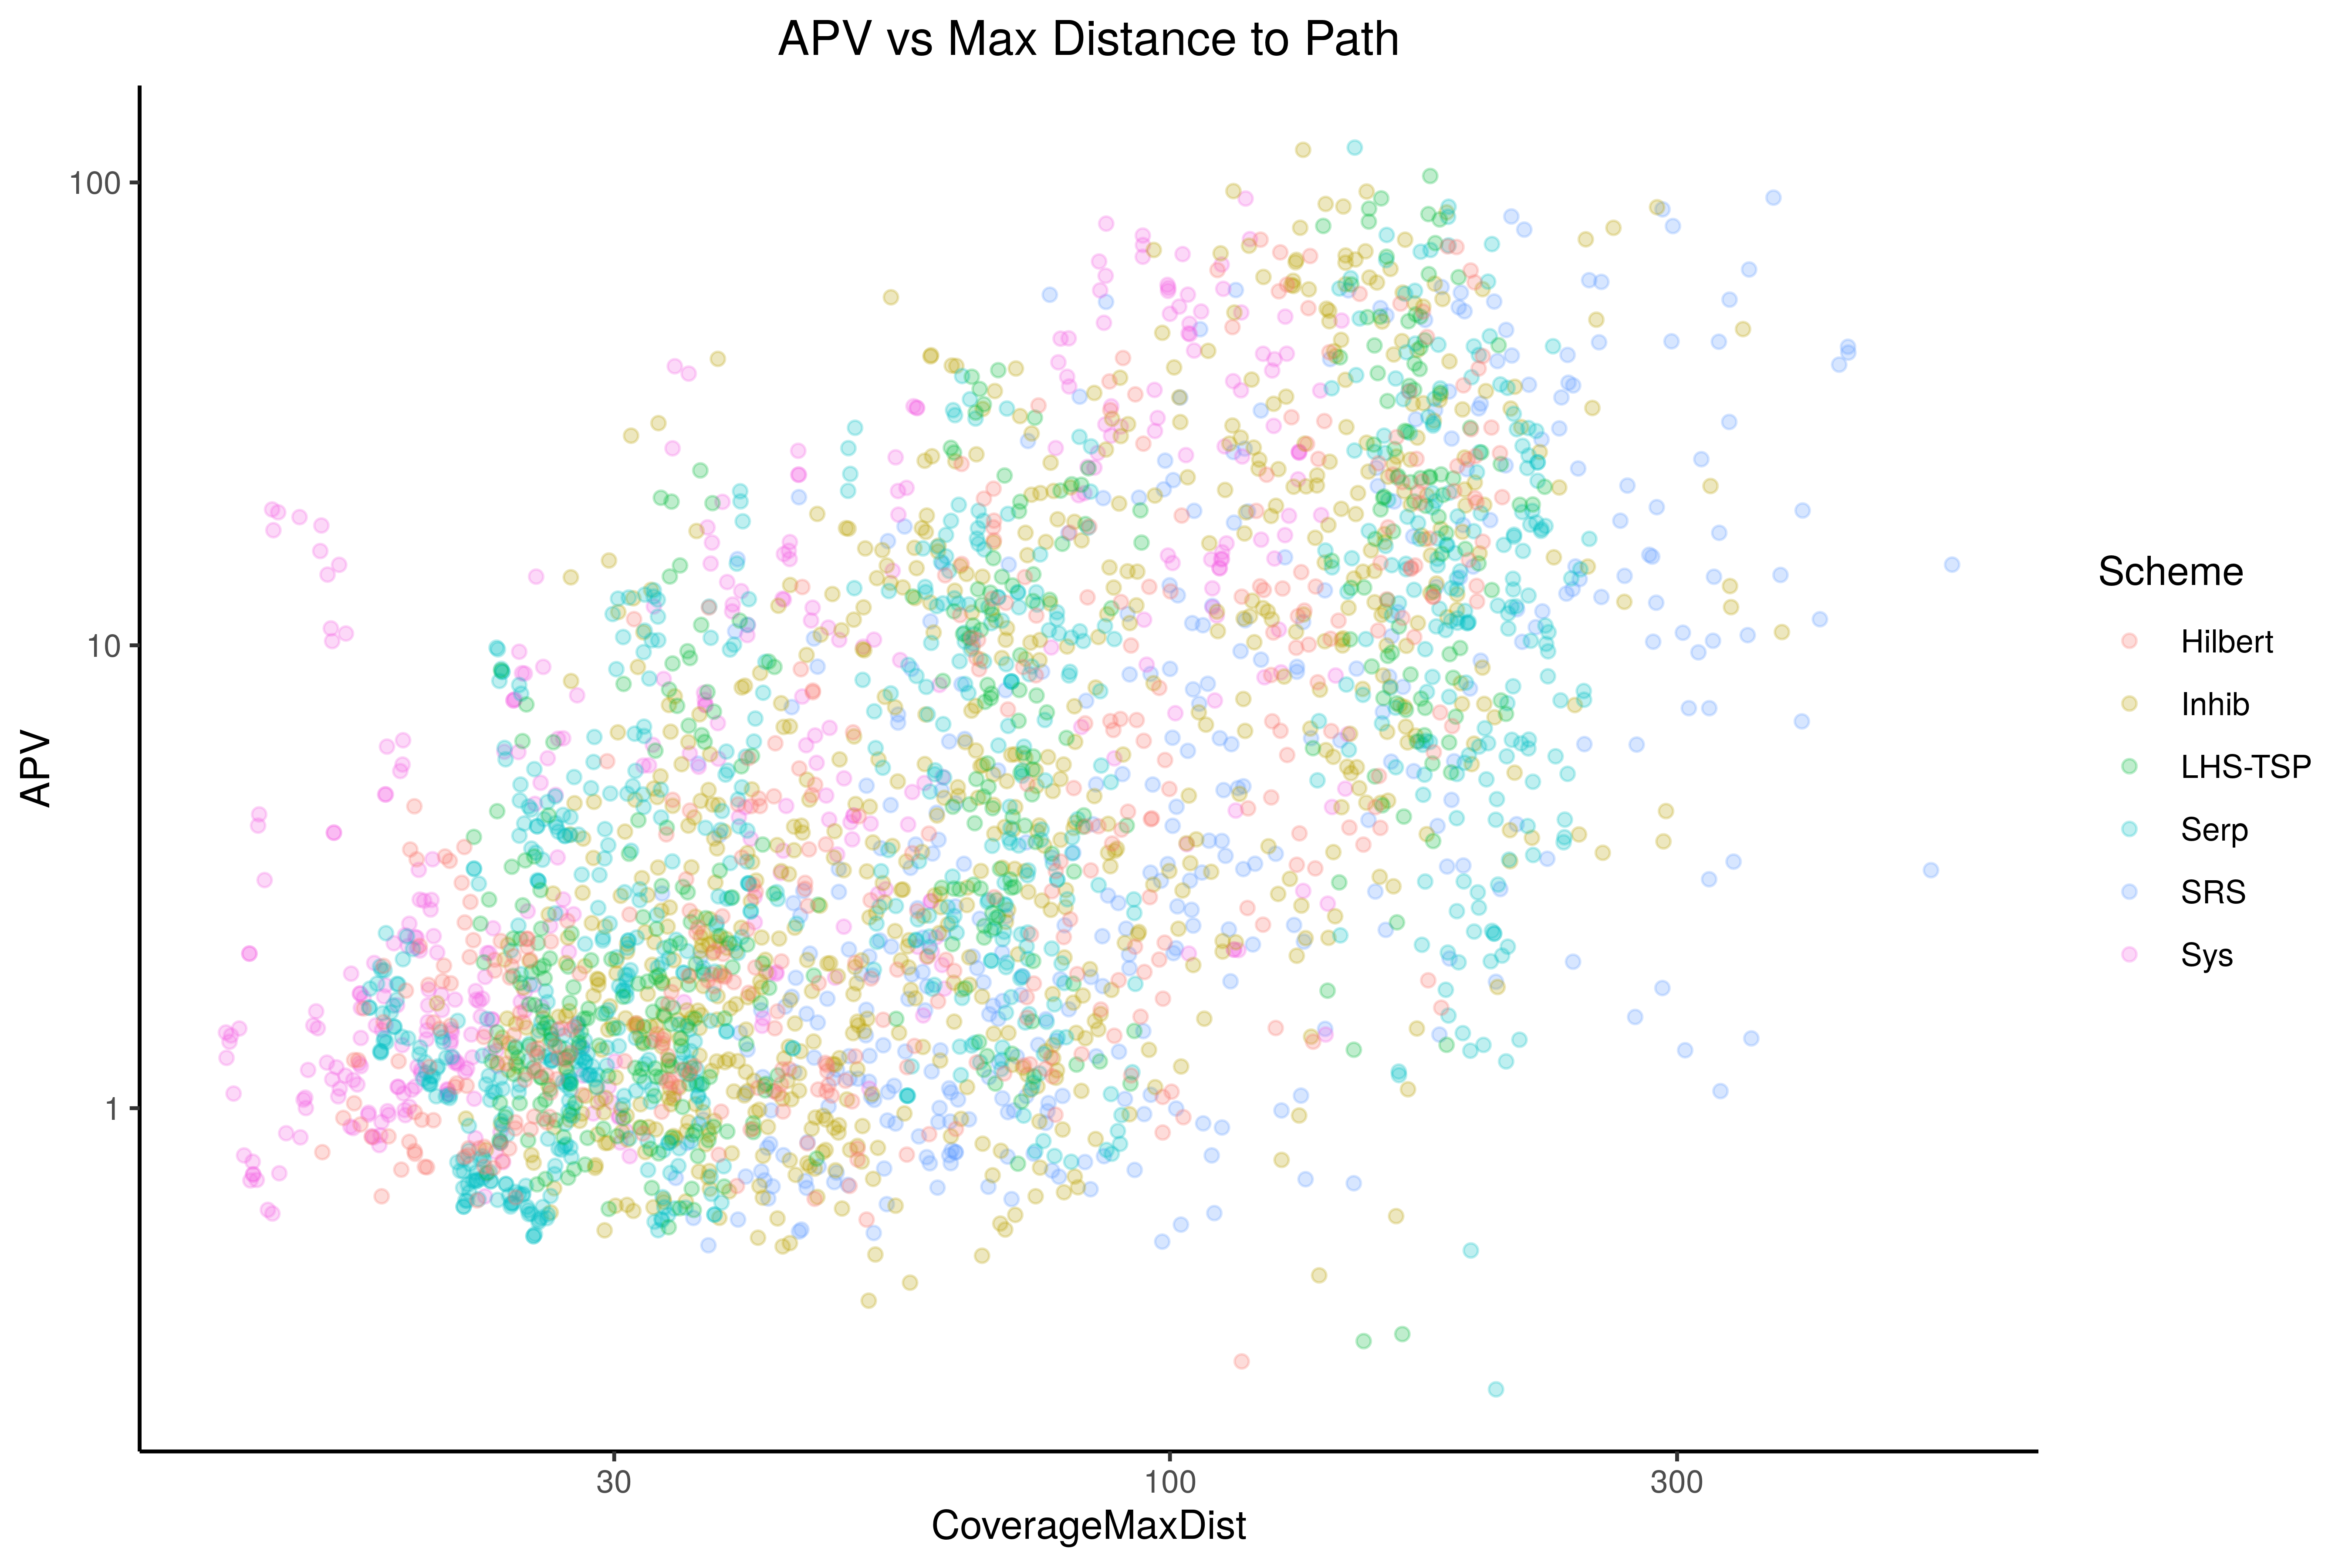 APV vs Max Distance to Path
APV
100
10
1
30
100
300
CoverageMaxDist
Scheme
Hilbert
Inhib
LHS-TSP
Serp
SRS
Sys